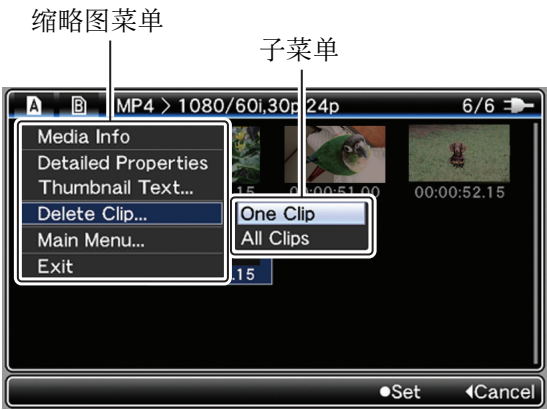 缩略图菜单
子菜单
A B MP4 > 1080/60i,30p 24p 6/6
Media Info
Detailed Properties
Thumbnail Text...
Delete Clip...
Main Menu...
Exit
One Clip
All Clips
.15 00:00:51.00 00:00:52.15
.15
●Set ◀Cancel